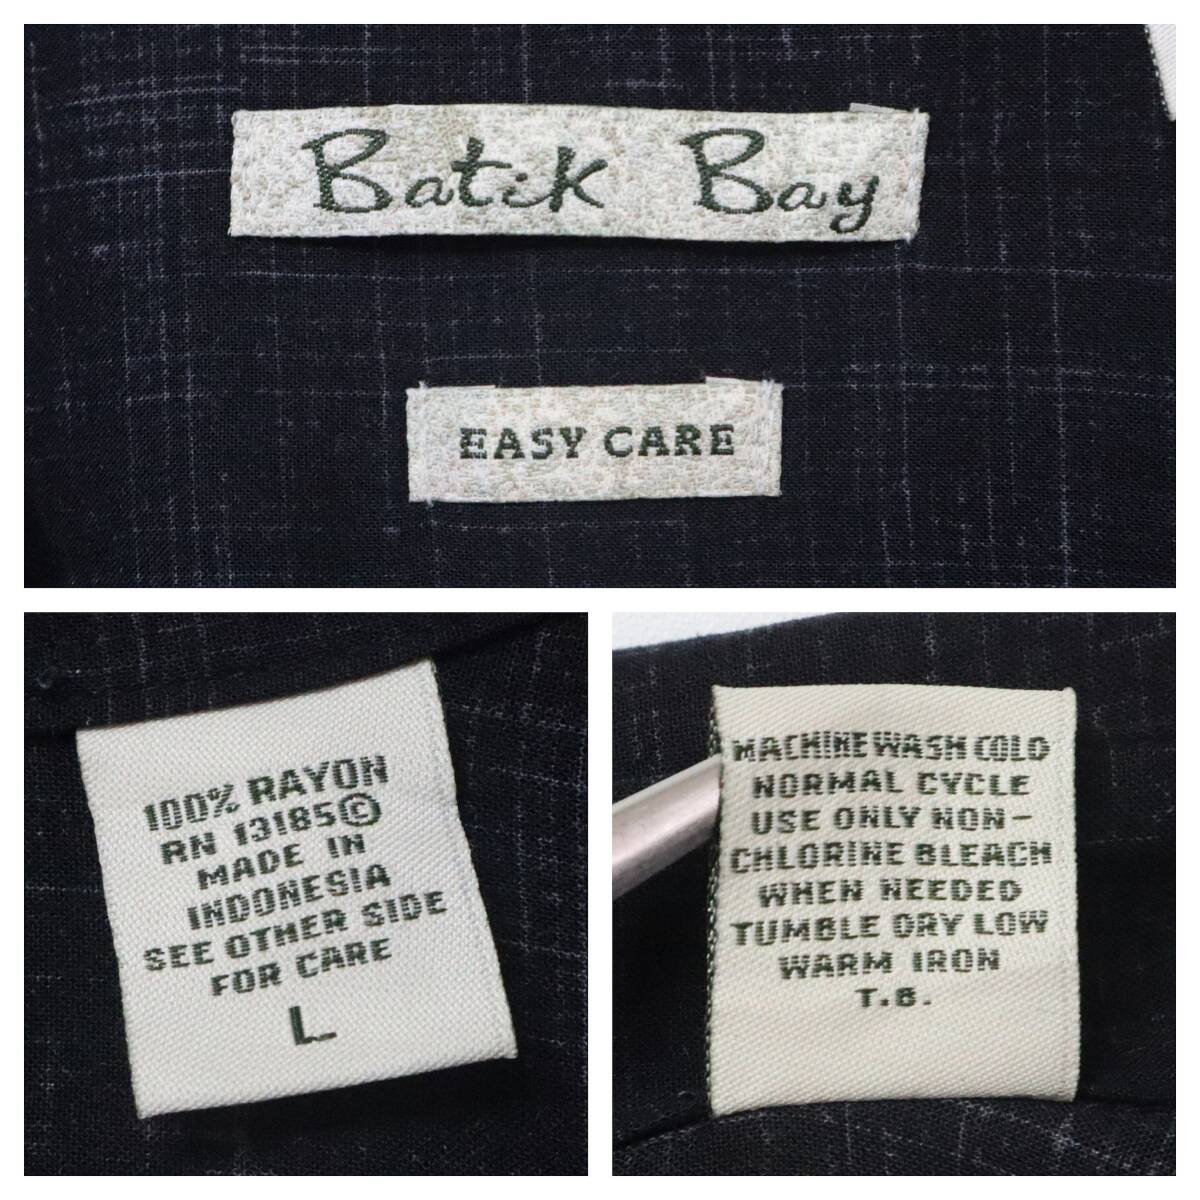 Batik Bay
EASY CARE
100% RAYON
RN 13185©
MADE IN
INDONESIA
SEE OTHER SIDE
FOR CARE
L
MACHINE WASH COLD
NORMAL CYCLE
USE ONLY NON-
CHLORINE BLEACH
WHEN NEEDED
TUMBLE DRY LOW
WARM IRON
T.B.